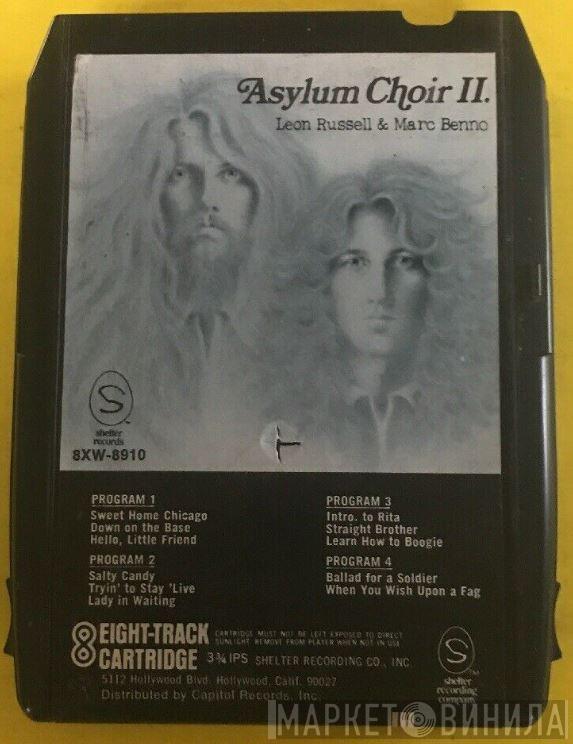 Asylum Choir II.
Leon Russell & Marc Benno
S
shelter
records
8XW-8910
PROGRAM 1
Sweet Home Chicago
Down on the Base
Hello, Little Friend
PROGRAM 2
Salty Candy
Tryin' to Stay 'Live
Lady in Waiting
PROGRAM 3
Intro. to Rita
Straight Brother
Learn How to Boogie
PROGRAM 4
Ballad for a Soldier
When You Wish Upon a Fag
8 EIGHT-TRACK
CARTRIDGE
CARTRIDGE MUST NOT BE LEFT EXPOSED TO DIRECT
SUNLIGHT. REMOVE FROM PLAYER WHEN NOT IN USE
3¾ IPS SHELTER RECORDING CO., INC.
5112 Hollywood Blvd. Hollywood, Calif. 90027
Distributed by Capitol Records, Inc.
S
TM
shelter
recording
company
МАРКЕТ ВИНИЛА